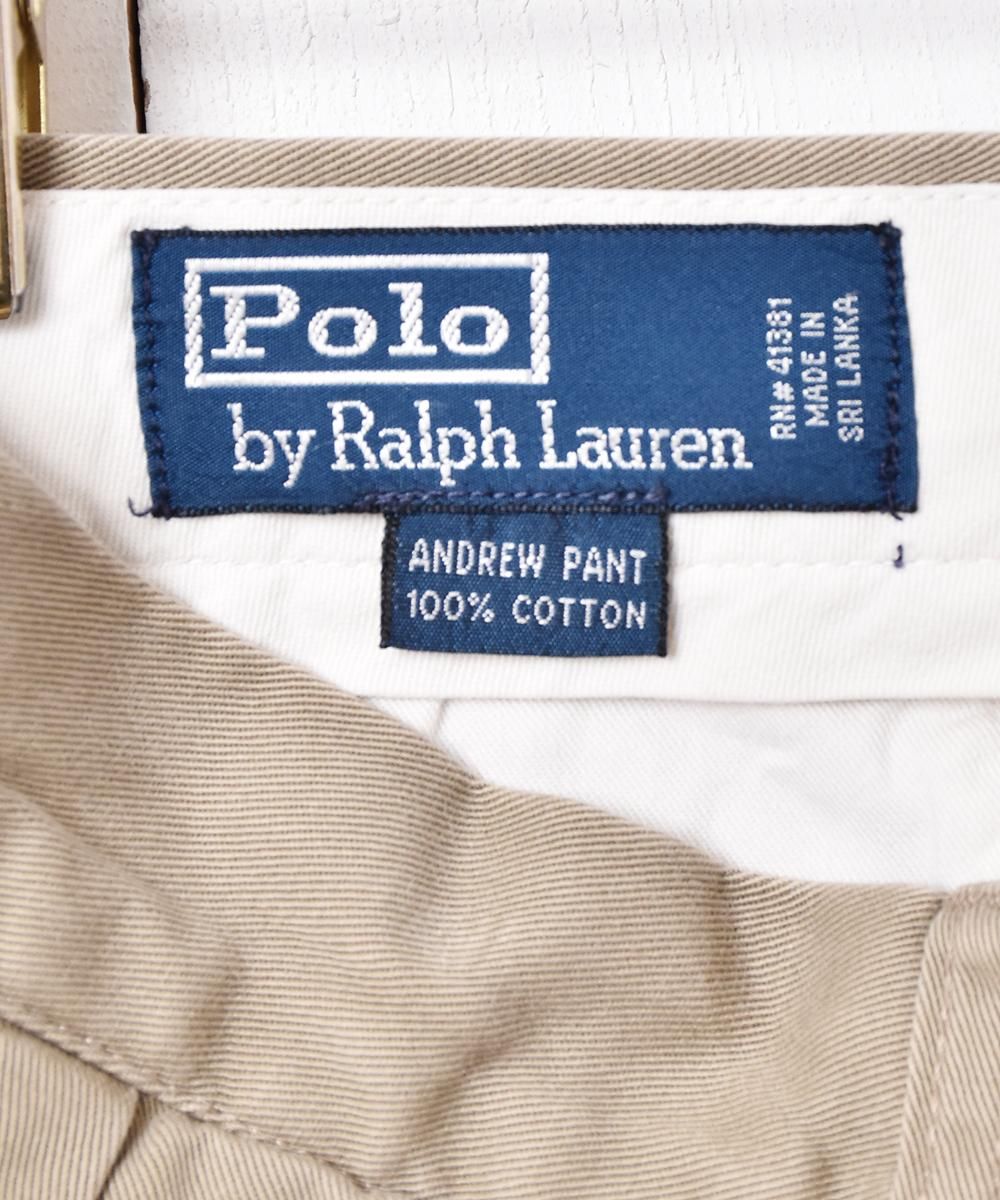 Polo
by Ralph Lauren
RN# 41381
MADE IN
SRI LANKA
ANDREW PANT
100% COTTON